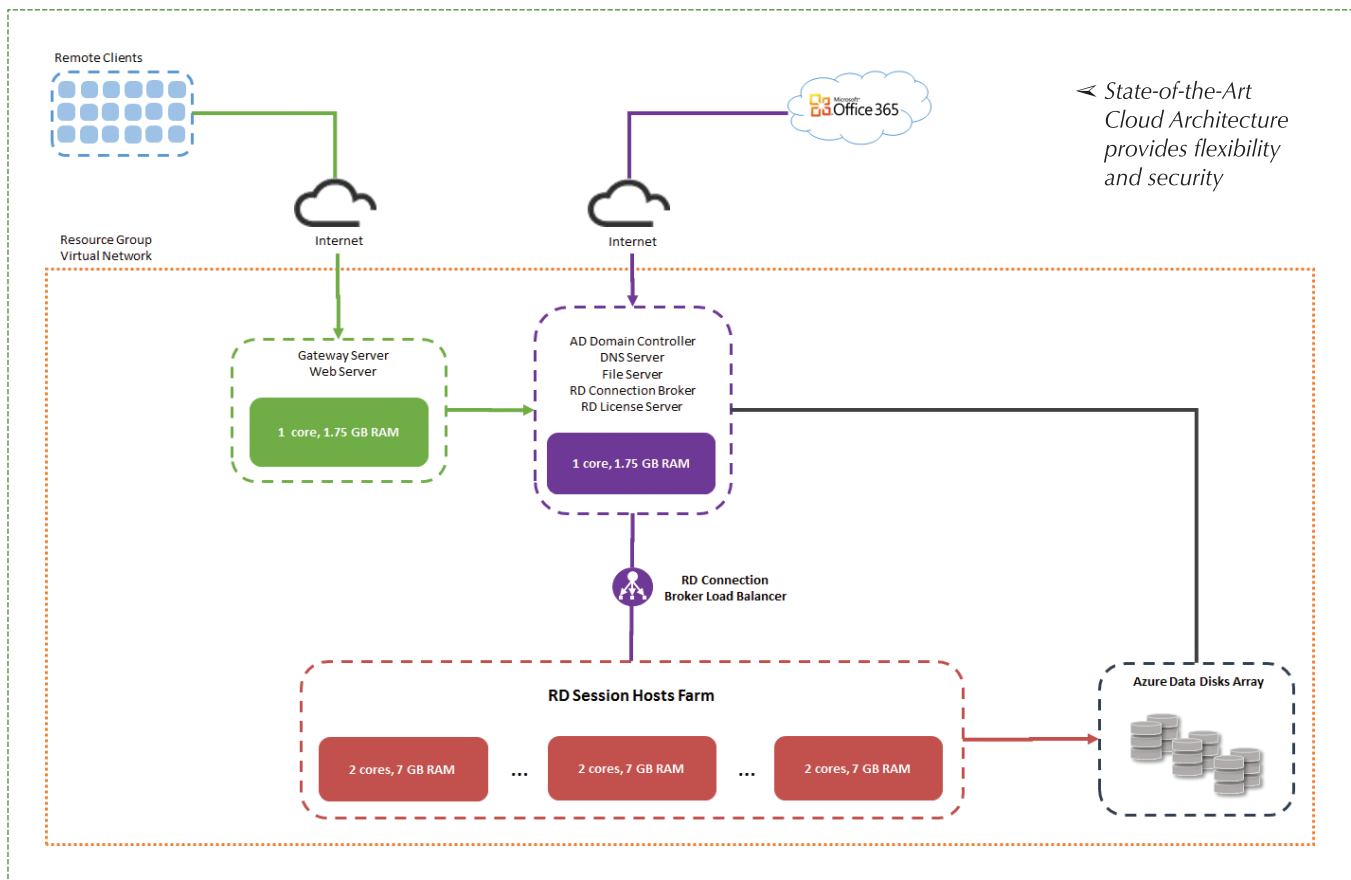 Remote Clients
Microsoft®
Office 365
State-of-the-Art
Cloud Architecture
provides flexibility
and security
Internet
Internet
Resource Group
Virtual Network
Gateway Server
Web Server
1 core, 1.75 GB RAM
AD Domain Controller
DNS Server
File Server
RD Connection Broker
RD License Server
1 core, 1.75 GB RAM
RD Connection
Broker Load Balancer
RD Session Hosts Farm
2 cores, 7 GB RAM
...
2 cores, 7 GB RAM
...
2 cores, 7 GB RAM
Azure Data Disks Array